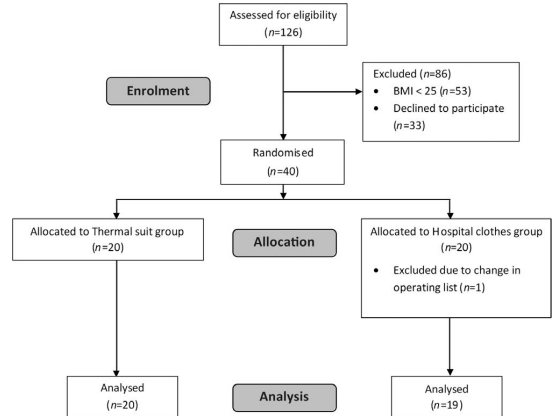 Assessed for eligibility
(n=126)
Enrolment
Excluded (n=86)
• BMI < 25 (n=53)
• Declined to participate
(n=33)
Randomised
(n=40)
Allocated to Thermal suit group
(n=20)
Allocation
Allocated to Hospital clothes group
(n=20)
• Excluded due to change in
operating list (n=1)
Analysed
(n=20)
Analysis
Analysed
(n=19)